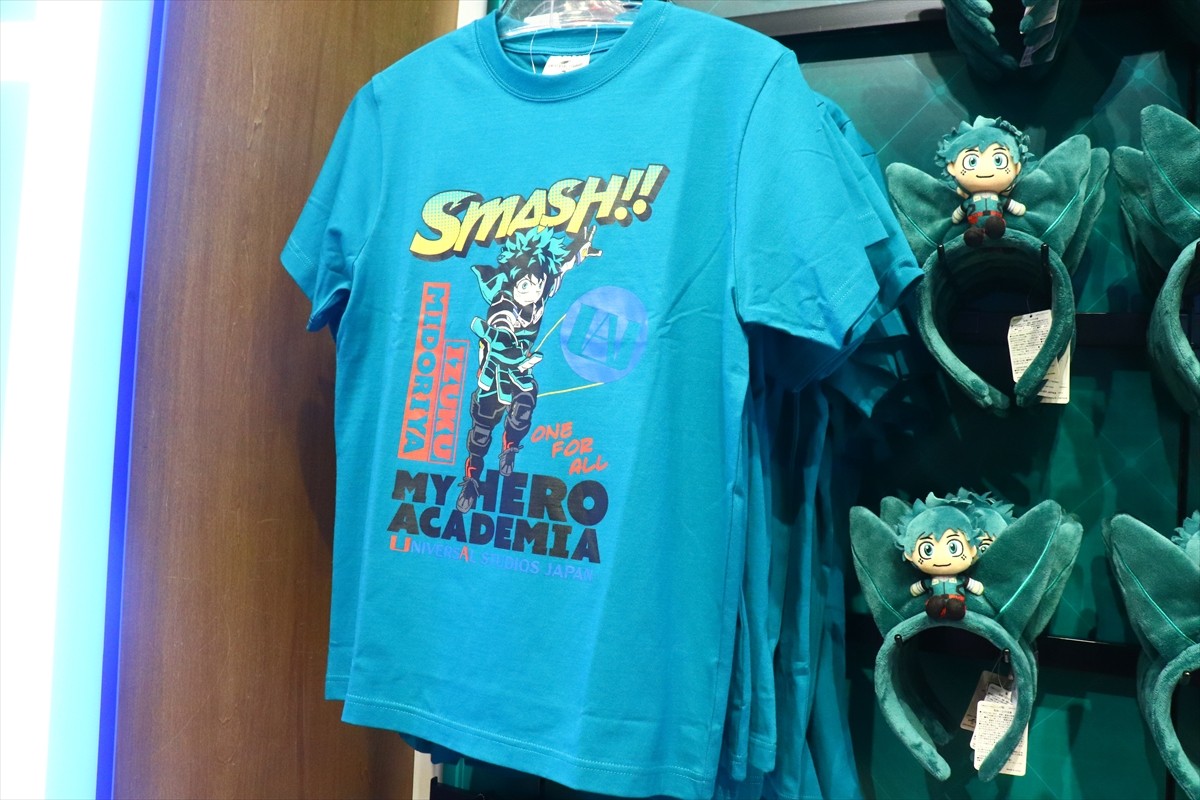 SMASH!!
MIDORIYA
IZUKU
UA
ONE
FOR
ALL
MY HERO
ACADEMIA
UNIVERSAL STUDIOS JAPAN